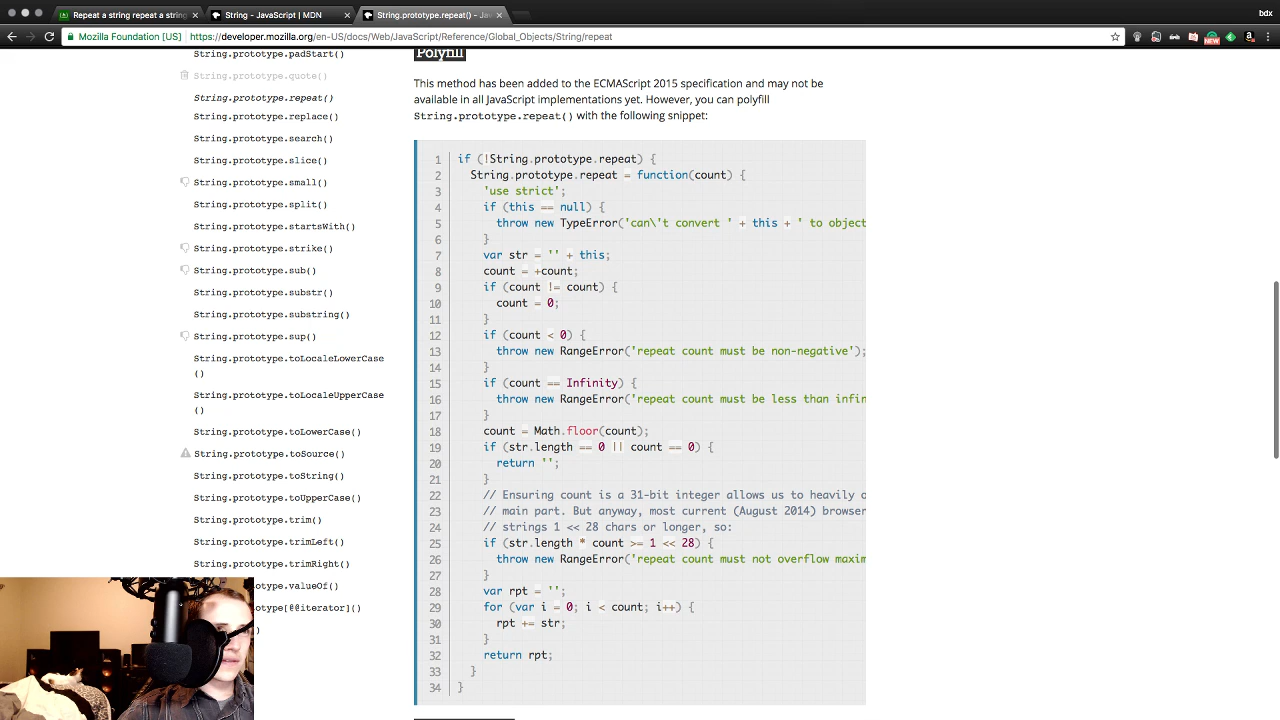 Repeat a string repeat a string
String - JavaScript | MDN
String.prototype.repeat() - Jav
bdx
Mozilla Foundation [US]
https://developer.mozilla.org/en-US/docs/Web/JavaScript/Reference/Global_Objects/String/repeat
NEW
String.prototype.padStart()
String.prototype.quote()
String.prototype.repeat()
String.prototype.replace()
String.prototype.search()
String.prototype.slice()
String.prototype.small()
String.prototype.split()
String.prototype.startsWith()
String.prototype.strike()
String.prototype.sub()
String.prototype.substr()
String.prototype.substring()
String.prototype.sup()
String.prototype.toLocaleLowerCase
()
String.prototype.toLocaleUpperCase
()
String.prototype.toLowerCase()
String.prototype.toSource()
String.prototype.toString()
String.prototype.toUpperCase()
String.prototype.trim()
String.prototype.trimLeft()
String.prototype.trimRight()
otype.valueOf()
otype[@@iterator]()
)
Polyfill
This method has been added to the ECMAScript 2015 specification and may not be
available in all JavaScript implementations yet. However, you can polyfill
String.prototype.repeat() with the following snippet:
1 if (!String.prototype.repeat) {
2 String.prototype.repeat = function(count) {
3 'use strict';
4 if (this == null) {
5 throw new TypeError('can\'t convert ' + this + ' to object
6 }
7 var str = '' + this;
8 count = +count;
9 if (count != count) {
10 count = 0;
11 }
12 if (count < 0) {
13 throw new RangeError('repeat count must be non-negative');
14 }
15 if (count == Infinity) {
16 throw new RangeError('repeat count must be less than infin
17 }
18 count = Math.floor(count);
19 if (str.length == 0 || count == 0) {
20 return '';
21 }
22 // Ensuring count is a 31-bit integer allows us to heavily o
23 // main part. But anyway, most current (August 2014) browser
24 // strings 1 << 28 chars or longer, so:
25 if (str.length * count >= 1 << 28) {
26 throw new RangeError('repeat count must not overflow maxim
27 }
28 var rpt = '';
29 for (var i = 0; i < count; i++) {
30 rpt += str;
31 }
32 return rpt;
33 }
34 }